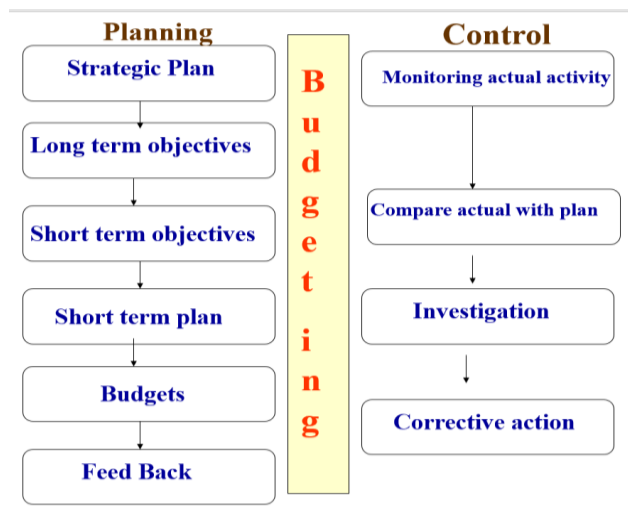 Planning
Strategic Plan
Long term objectives
Short term objectives
Short term plan
Budgets
Feed Back
B
u
d
g
e
t
i
n
g
Control
Monitoring actual activity
Compare actual with plan
Investigation
Corrective action